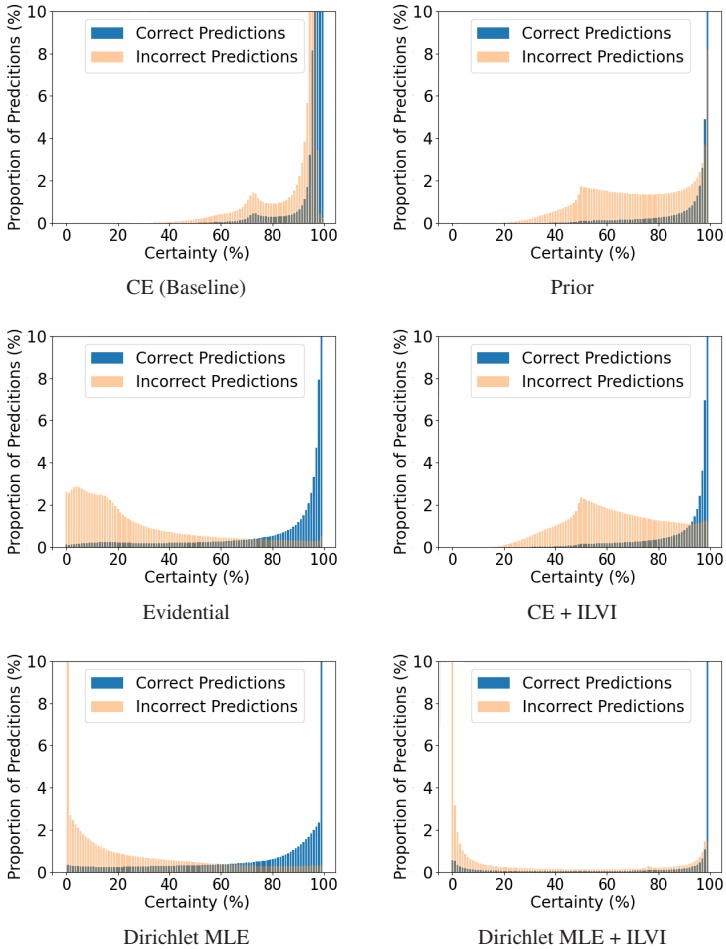 10
8
6
4
2
0
Proportion of Predcitions (%)
Correct Predictions
Incorrect Predictions
0 20 40 60 80 100
Certainty (%)
CE (Baseline)
10
8
6
4
2
0
Proportion of Predcitions (%)
Correct Predictions
Incorrect Predictions
0 20 40 60 80 100
Certainty (%)
Prior
10
8
6
4
2
0
Proportion of Predcitions (%)
Correct Predictions
Incorrect Predictions
0 20 40 60 80 100
Certainty (%)
Evidential
10
8
6
4
2
0
Proportion of Predcitions (%)
Correct Predictions
Incorrect Predictions
0 20 40 60 80 100
Certainty (%)
CE + ILVI
10
8
6
4
2
0
Proportion of Predcitions (%)
Correct Predictions
Incorrect Predictions
0 20 40 60 80 100
Certainty (%)
Dirichlet MLE
10
8
6
4
2
0
Proportion of Predcitions (%)
Correct Predictions
Incorrect Predictions
0 20 40 60 80 100
Certainty (%)
Dirichlet MLE + ILVI